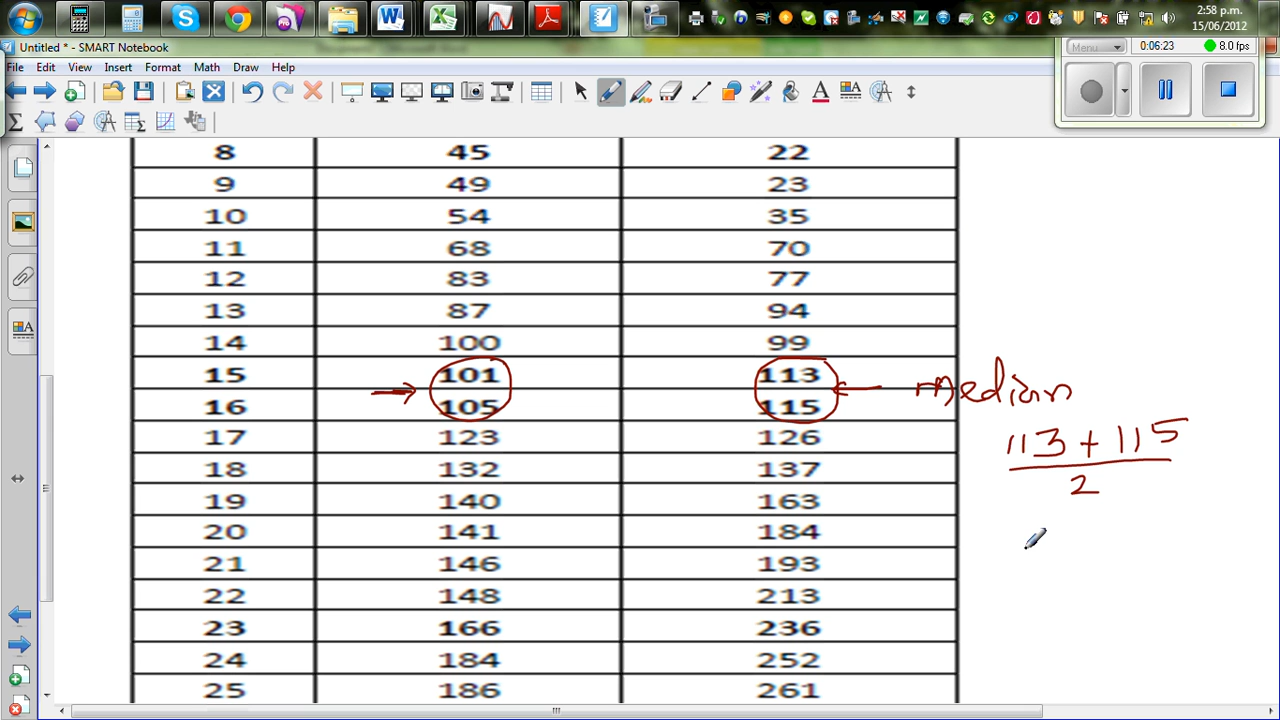 2:58 p.m.
15/06/2012
Untitled * - SMART Notebook
Menu
0:06:23
8.0 fps
File Edit View Insert Format Math Draw Help
8 45 22
9 49 23
10 54 35
11 68 70
12 83 77
13 87 94
14 100 99
15 101 113
16 105 115
median
17 123 126
113 + 115
2
18 132 137
19 140 163
20 141 184
21 146 193
22 148 213
23 166 236
24 184 252
25 186 261